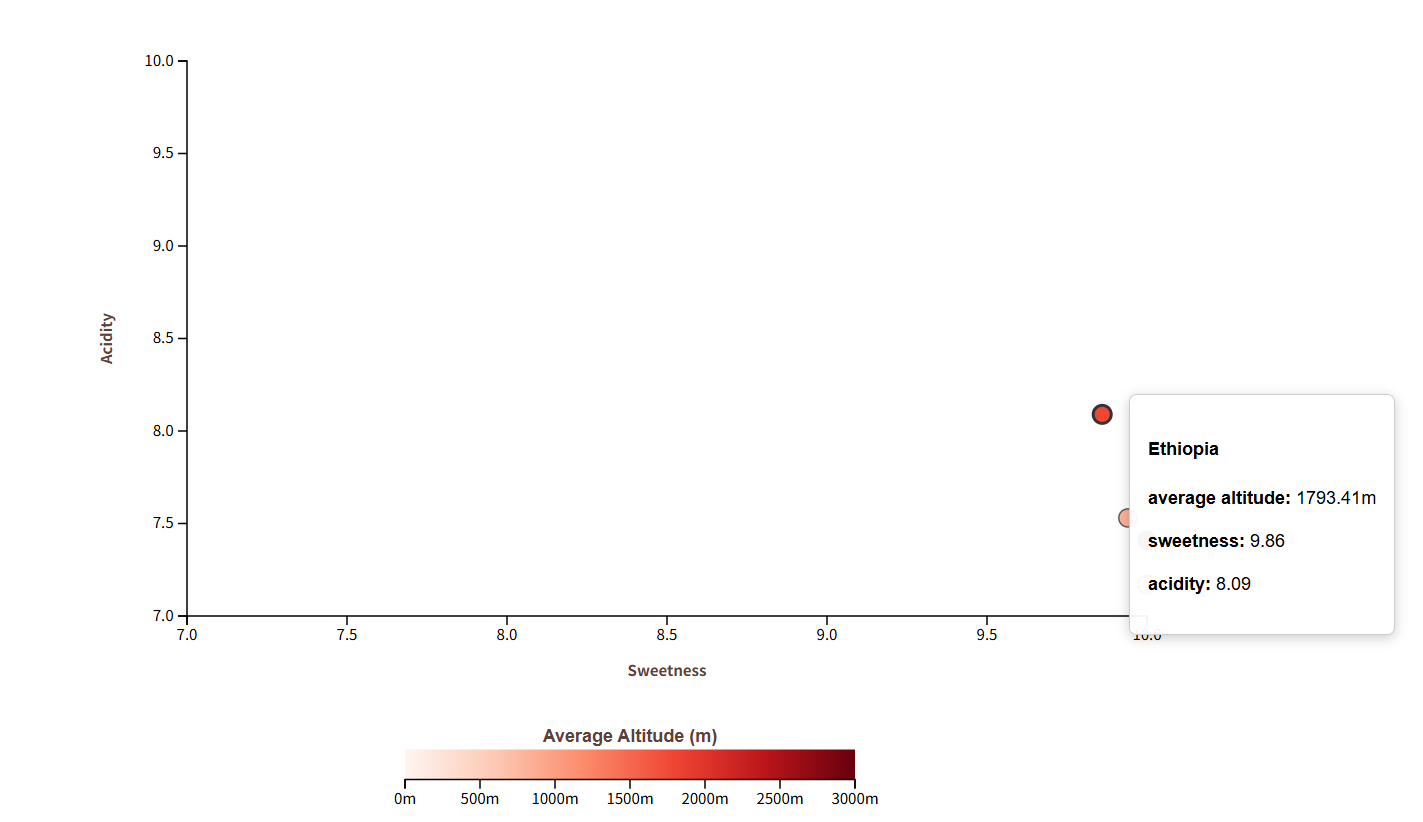 10.0
9.5
9.0
8.5
8.0
7.5
7.0
Acidity
7.0 7.5 8.0 8.5 9.0 9.5 10.0
Sweetness
Ethiopia
average altitude: 1793.41m
sweetness: 9.86
acidity: 8.09
Average Altitude (m)
0m 500m 1000m 1500m 2000m 2500m 3000m